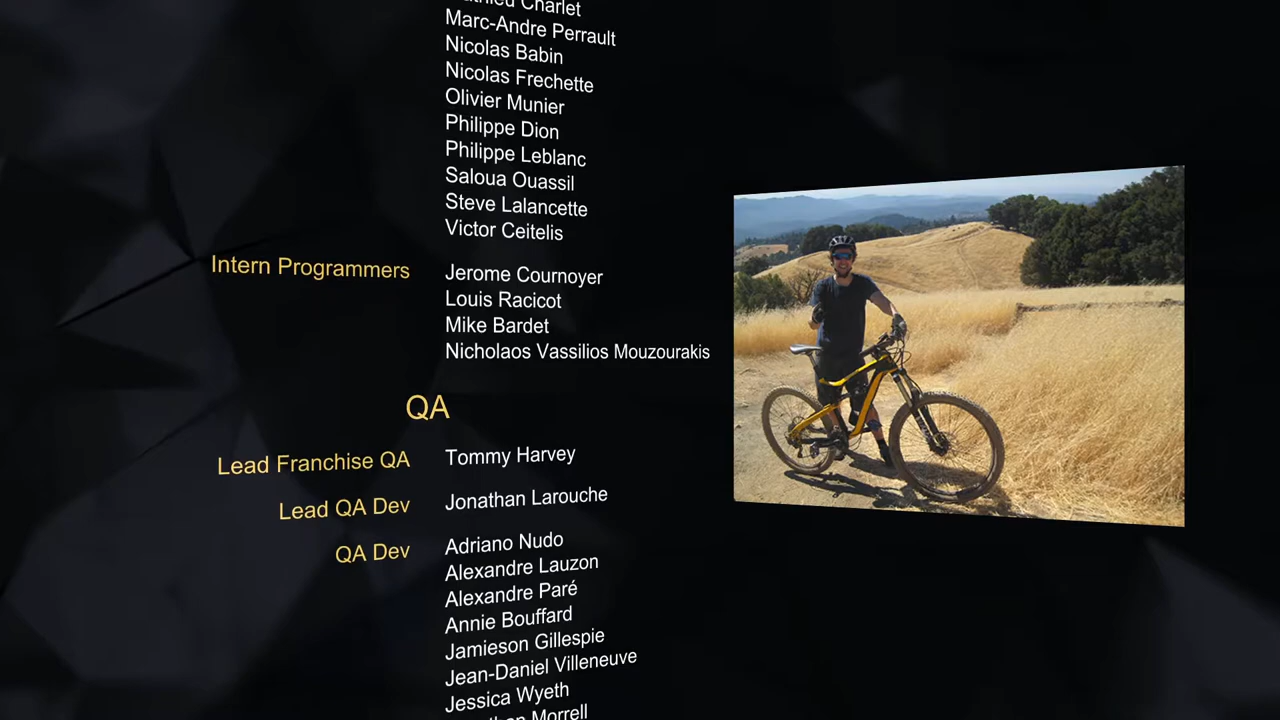 Charlet
Marc-Andre Perrault
Nicolas Babin
Nicolas Frechette
Olivier Munier
Philippe Dion
Philippe Leblanc
Saloua Ouassil
Steve Lalancette
Victor Ceitelis
Intern Programmers Jerome Cournoyer
Louis Racicot
Mike Bardet
Nicholaos Vassilios Mouzourakis
QA
Lead Franchise QA Tommy Harvey
Lead QA Dev Jonathan Larouche
QA Dev Adriano Nudo
Alexandre Lauzon
Alexandre Paré
Annie Bouffard
Jamieson Gillespie
Jean-Daniel Villeneuve
Jessica Wyeth
Morrell